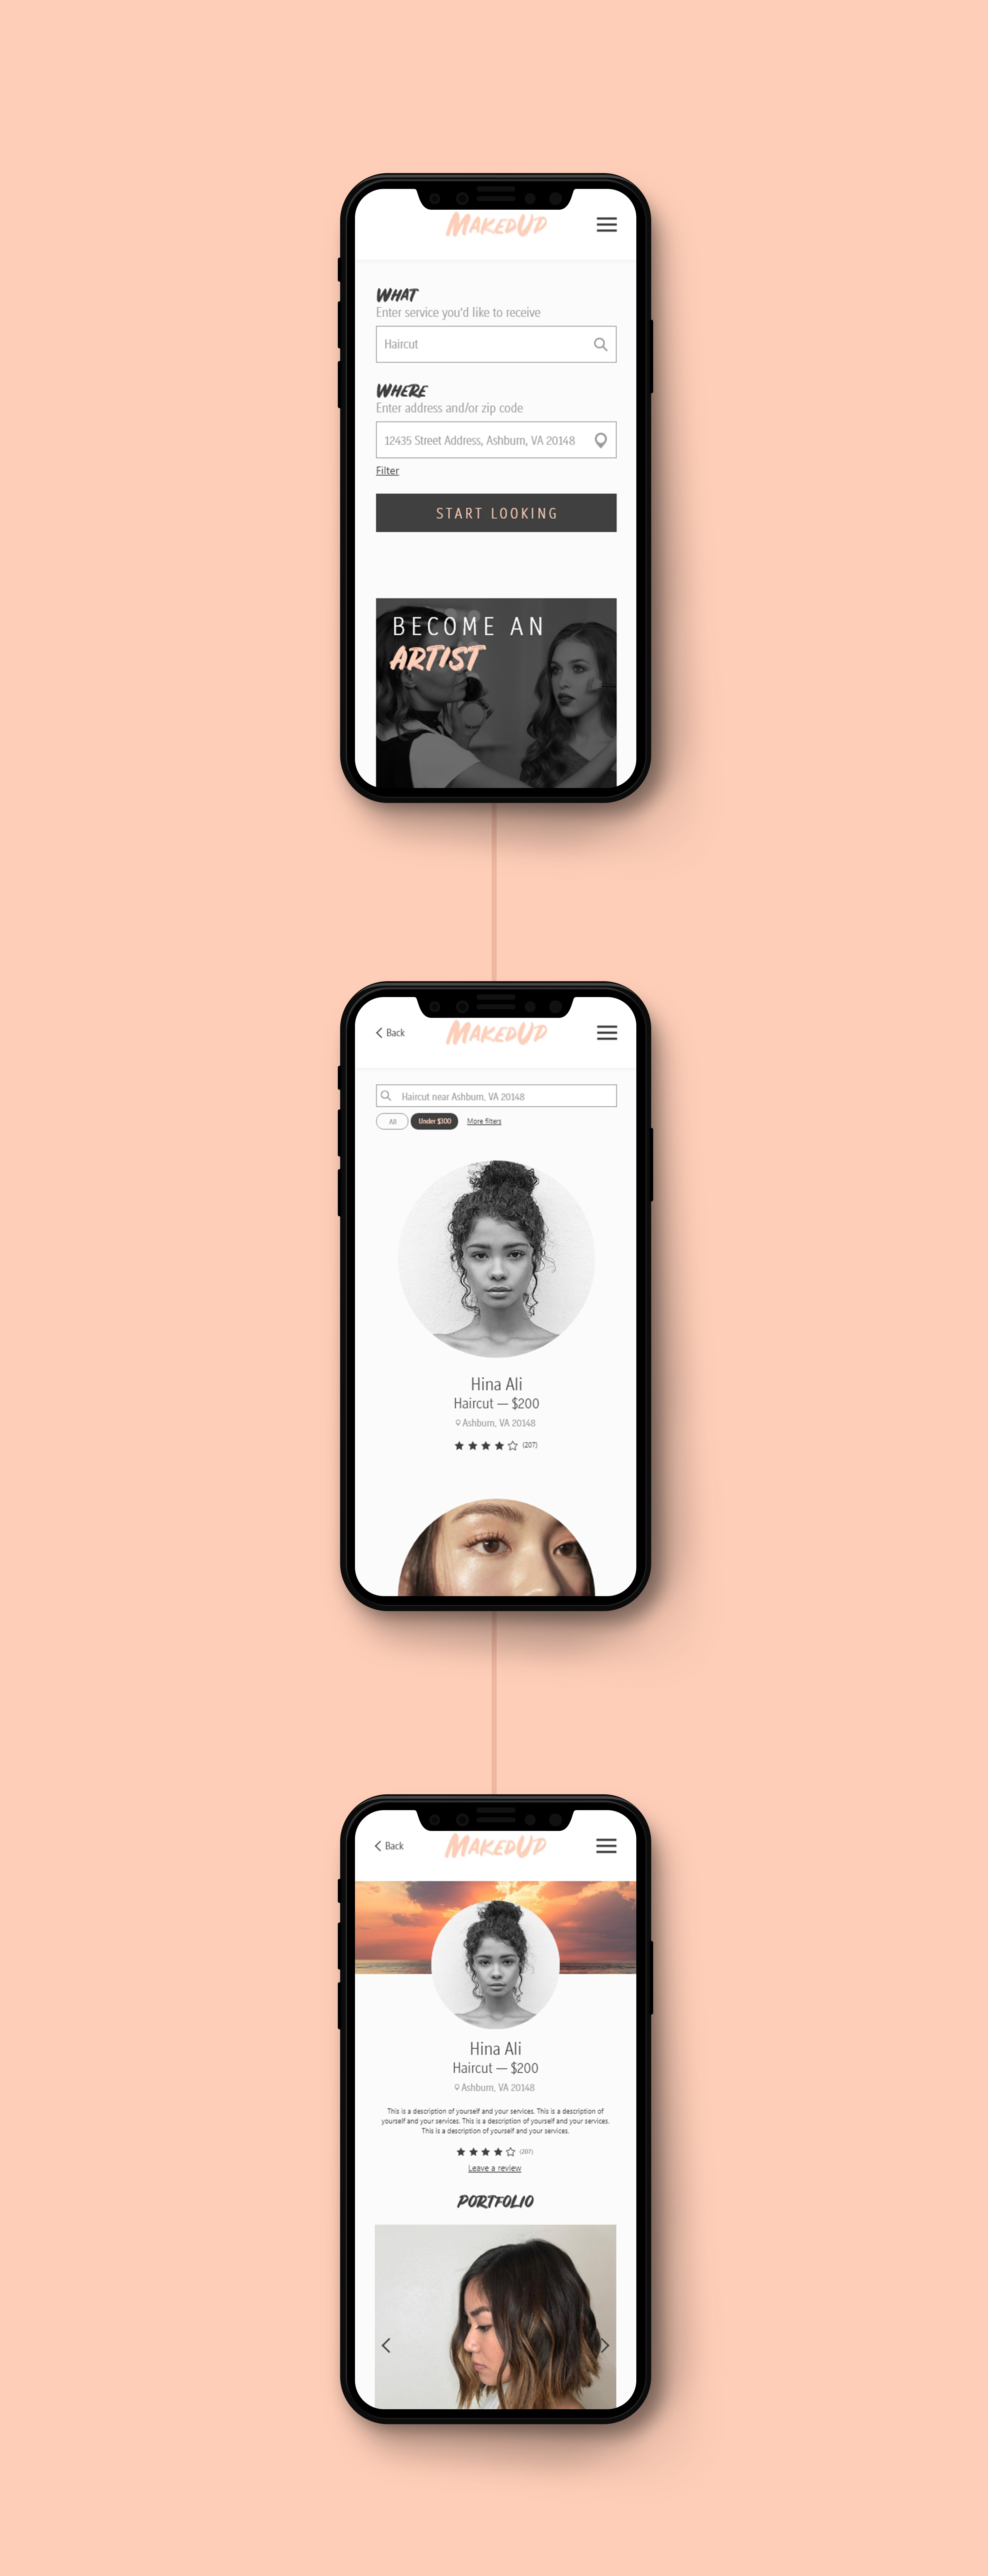 MAKEDUP
WHAT
Enter service you'd like to receive
Haircut
WHERE
Enter address and/or zip code
12435 Street Address, Ashburn, VA 20148
Filter
START LOOKING
BECOME AN
ARTIST
Back
MAKEDUP
Haircut near Ashburn, VA 20148
All
Under $300
More filters
Hina Ali
Haircut — $200
Ashburn, VA 20148
(207)
Back
MAKEDUP
Hina Ali
Haircut — $200
Ashburn, VA 20148
This is a description of yourself and your services. This is a description of
yourself and your services. This is a description of yourself and your services.
This is a description of yourself and your services.
(207)
Leave a review
PORTFOLIO